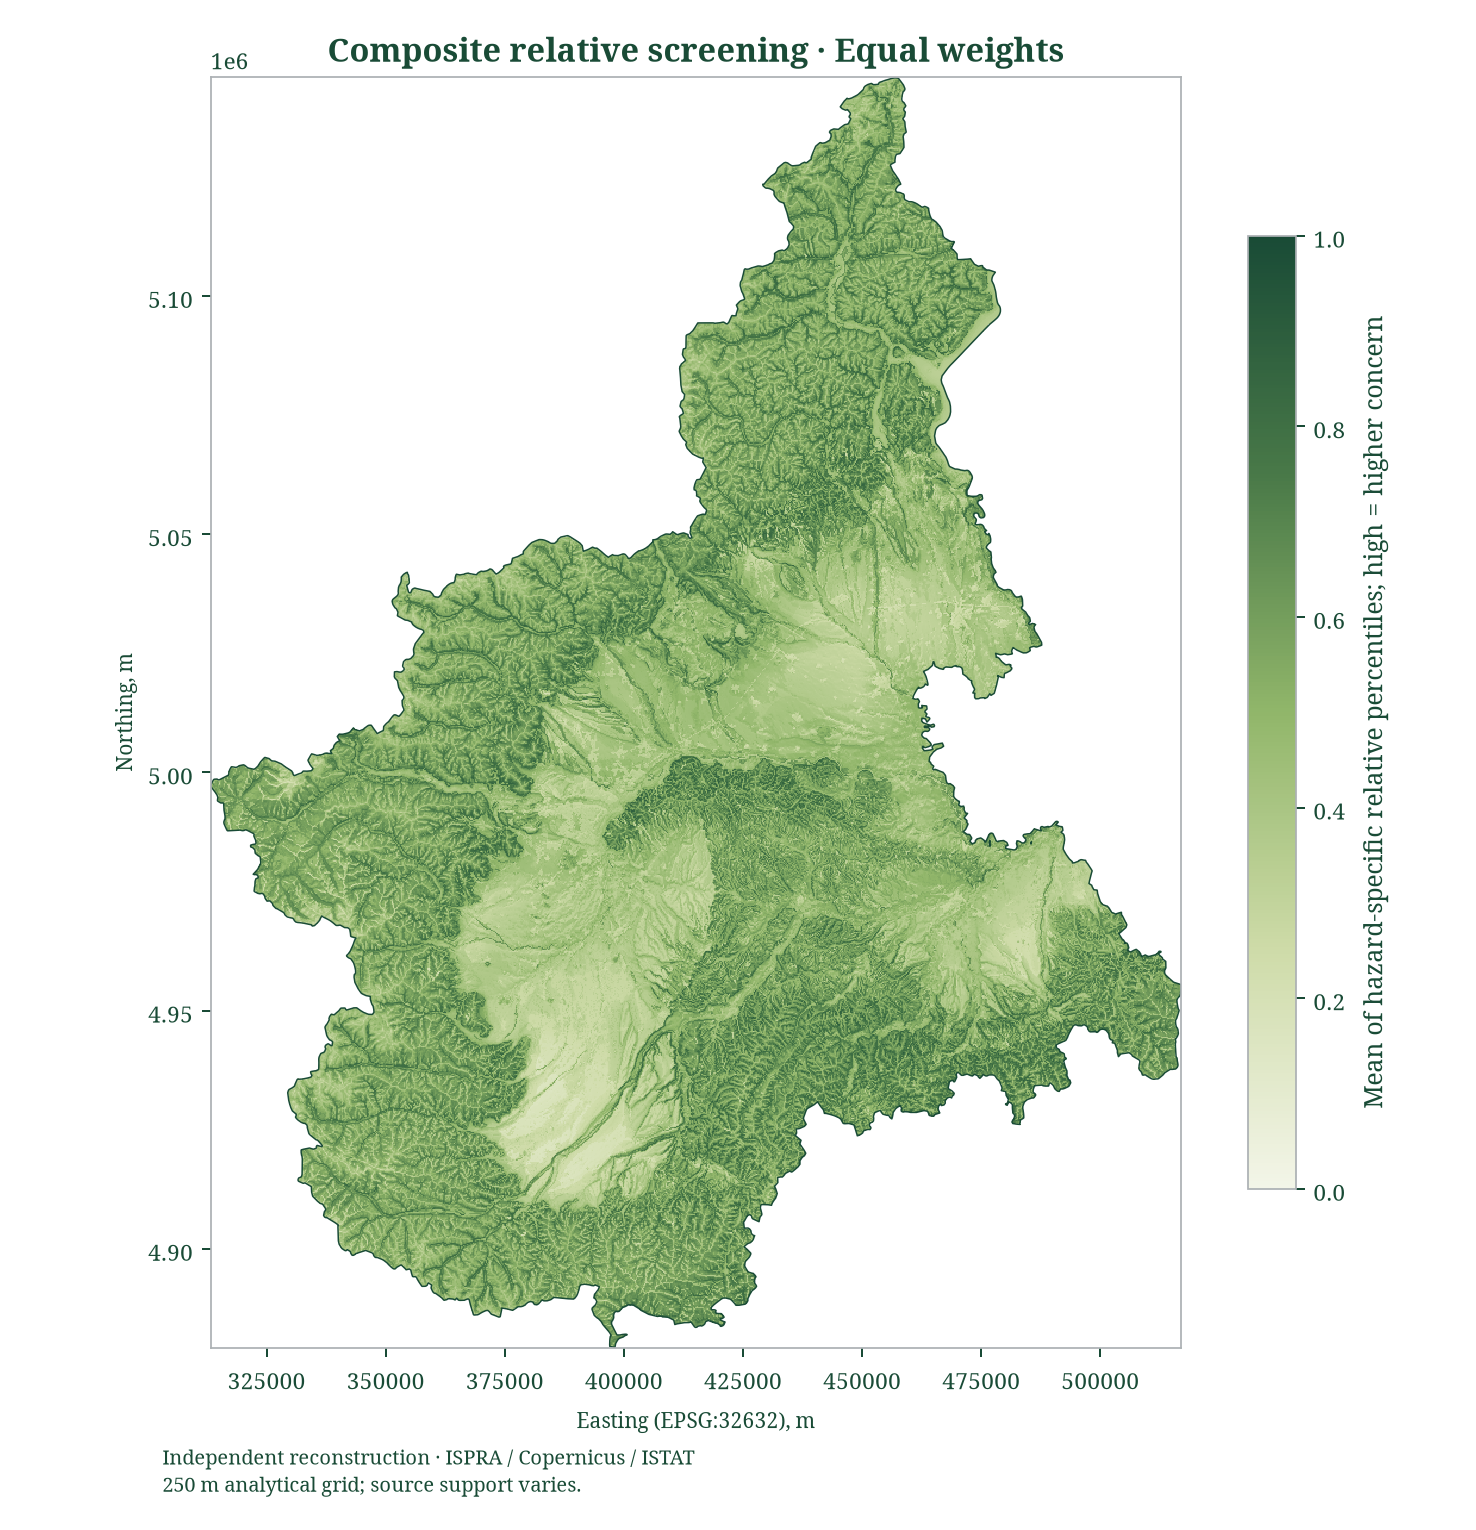 Composite relative screening · Equal weights
1e6
5.10
5.05
5.00
4.95
4.90
Northing, m
325000
350000
375000
400000
425000
450000
475000
500000
Easting (EPSG:32632), m
1.0
0.8
0.6
0.4
0.2
0.0
Mean of hazard-specific relative percentiles; high = higher concern
Independent reconstruction · ISPRA / Copernicus / ISTAT
250 m analytical grid; source support varies.